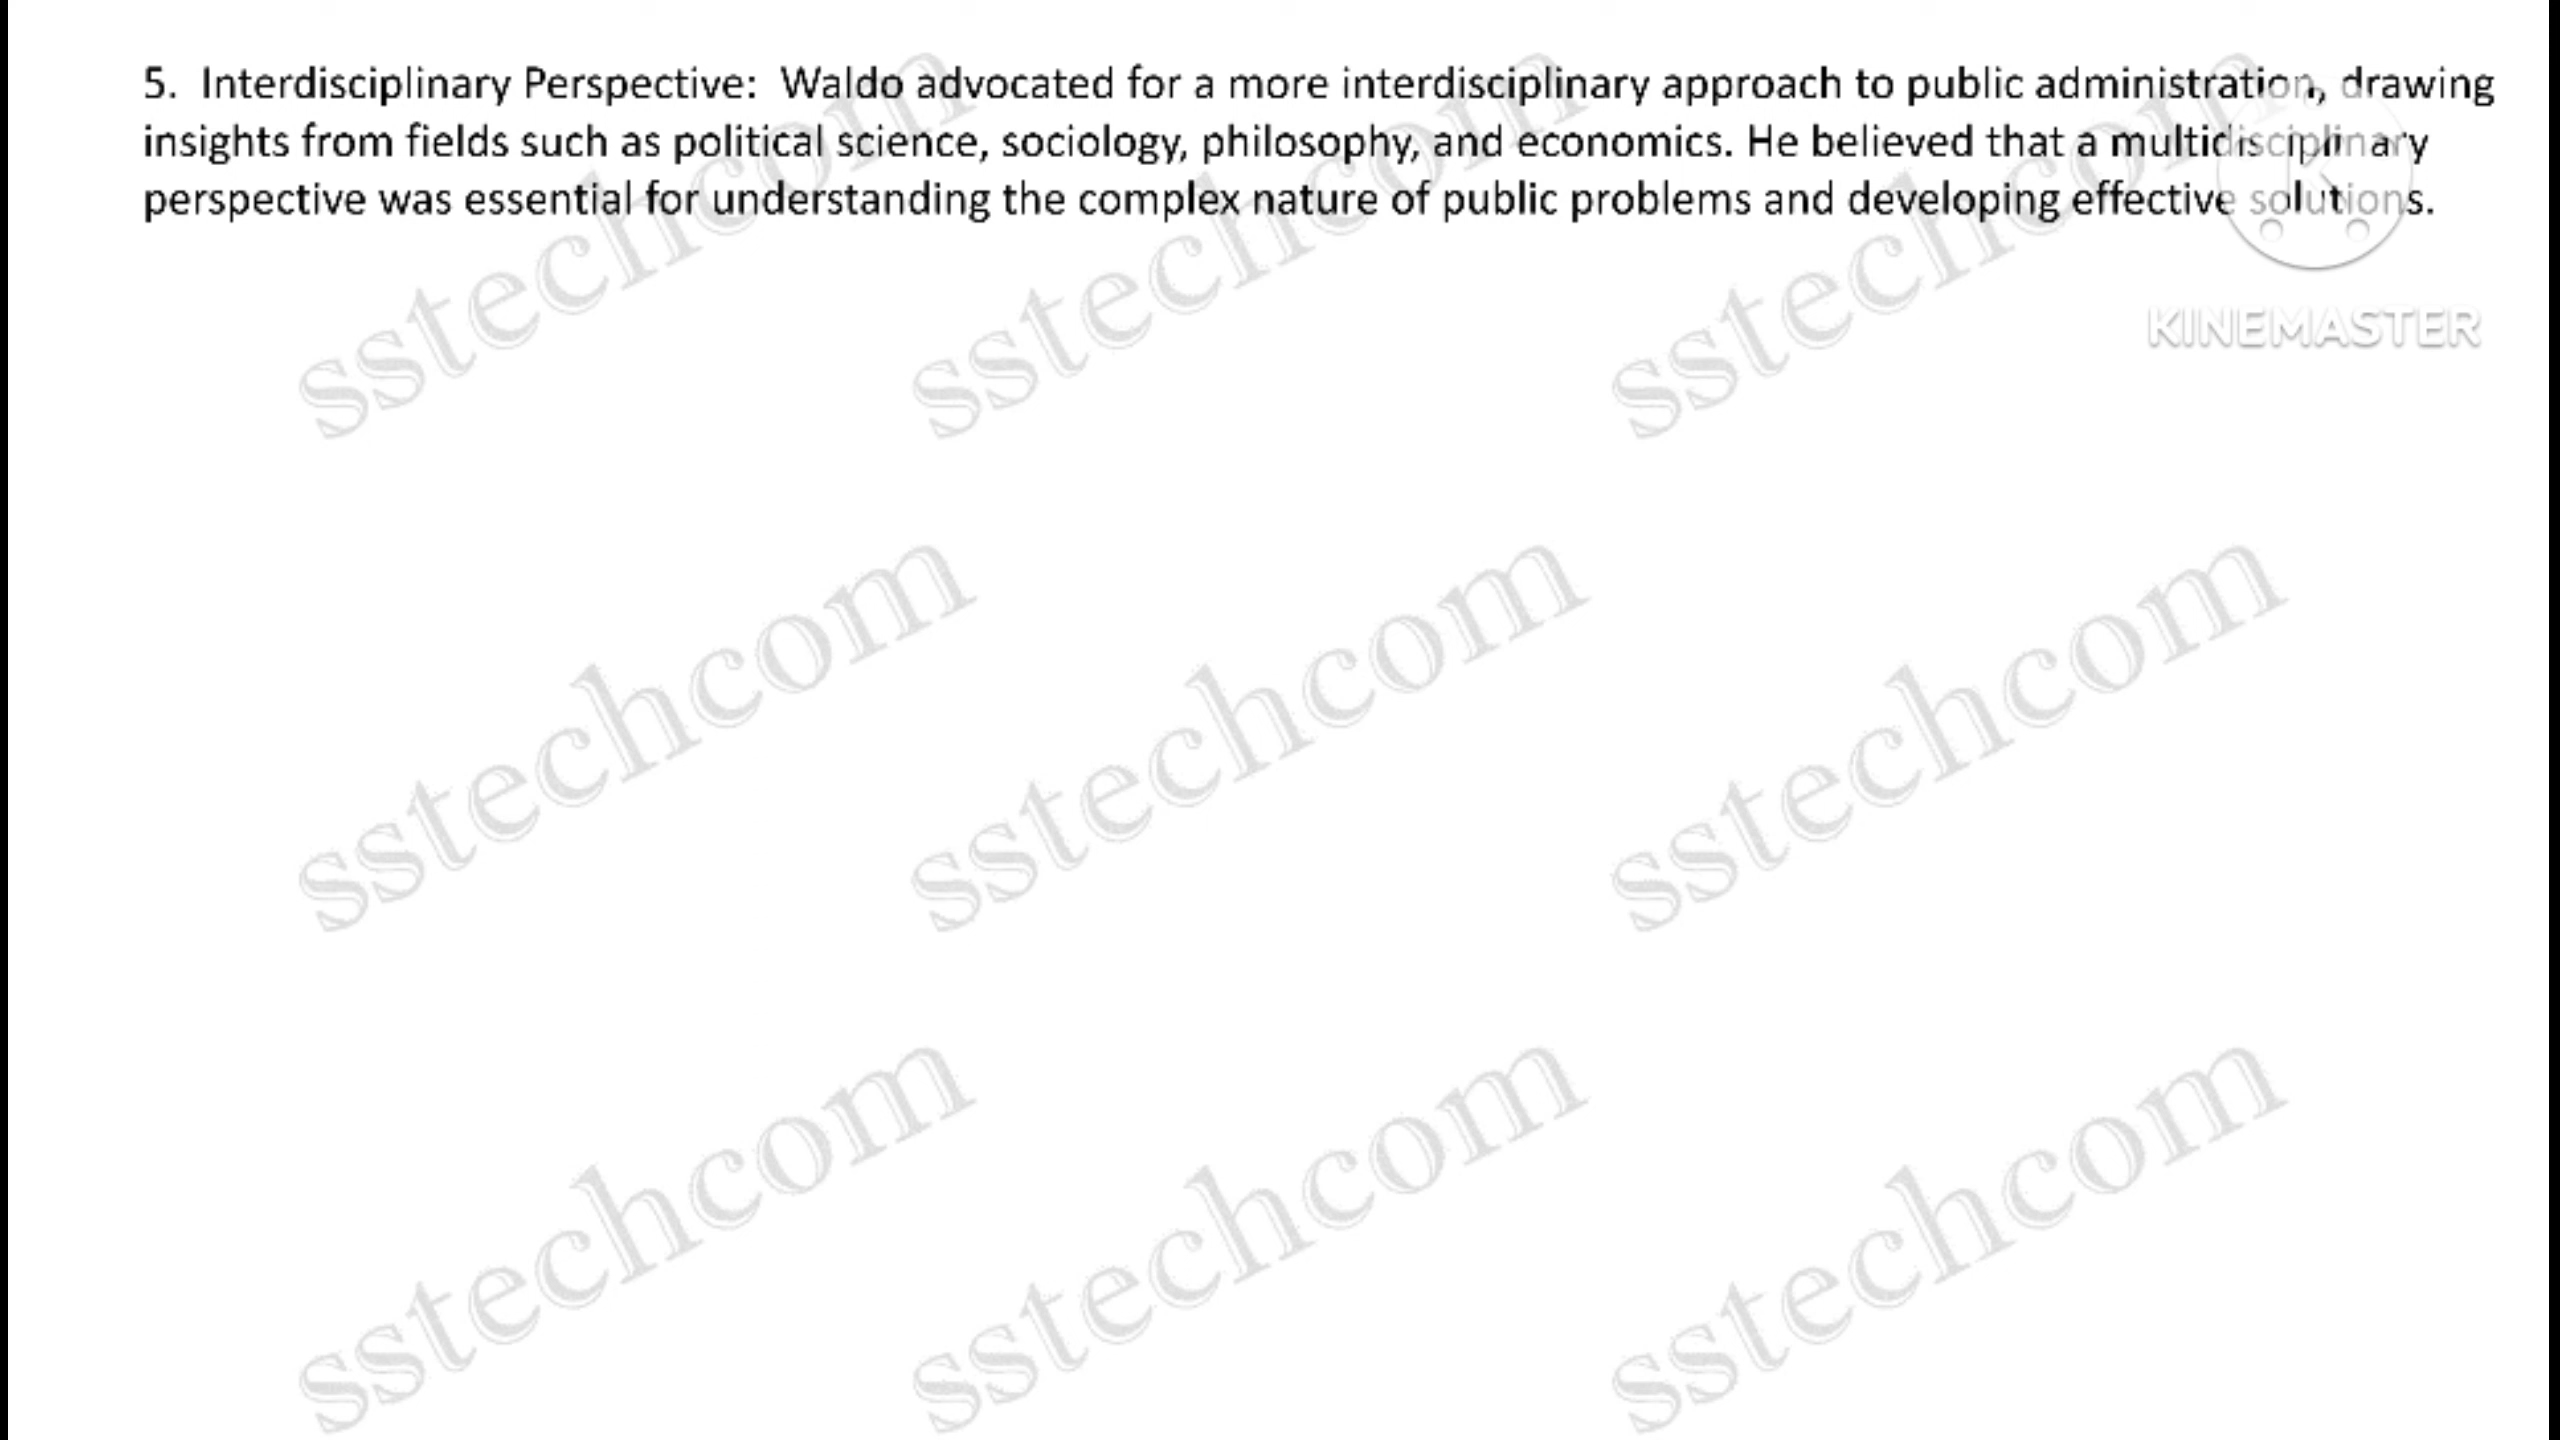 5. Interdisciplinary Perspective: Waldo advocated for a more interdisciplinary approach to public administration, drawing
insights from fields such as political science, sociology, philosophy, and economics. He believed that a multidisciplinary
perspective was essential for understanding the complex nature of public problems and developing effective solutions.
KINEMASTER
sstechcom sstechcom sstechcom
sstechcom sstechcom sstechcom
sstechcom sstechcom sstechcom